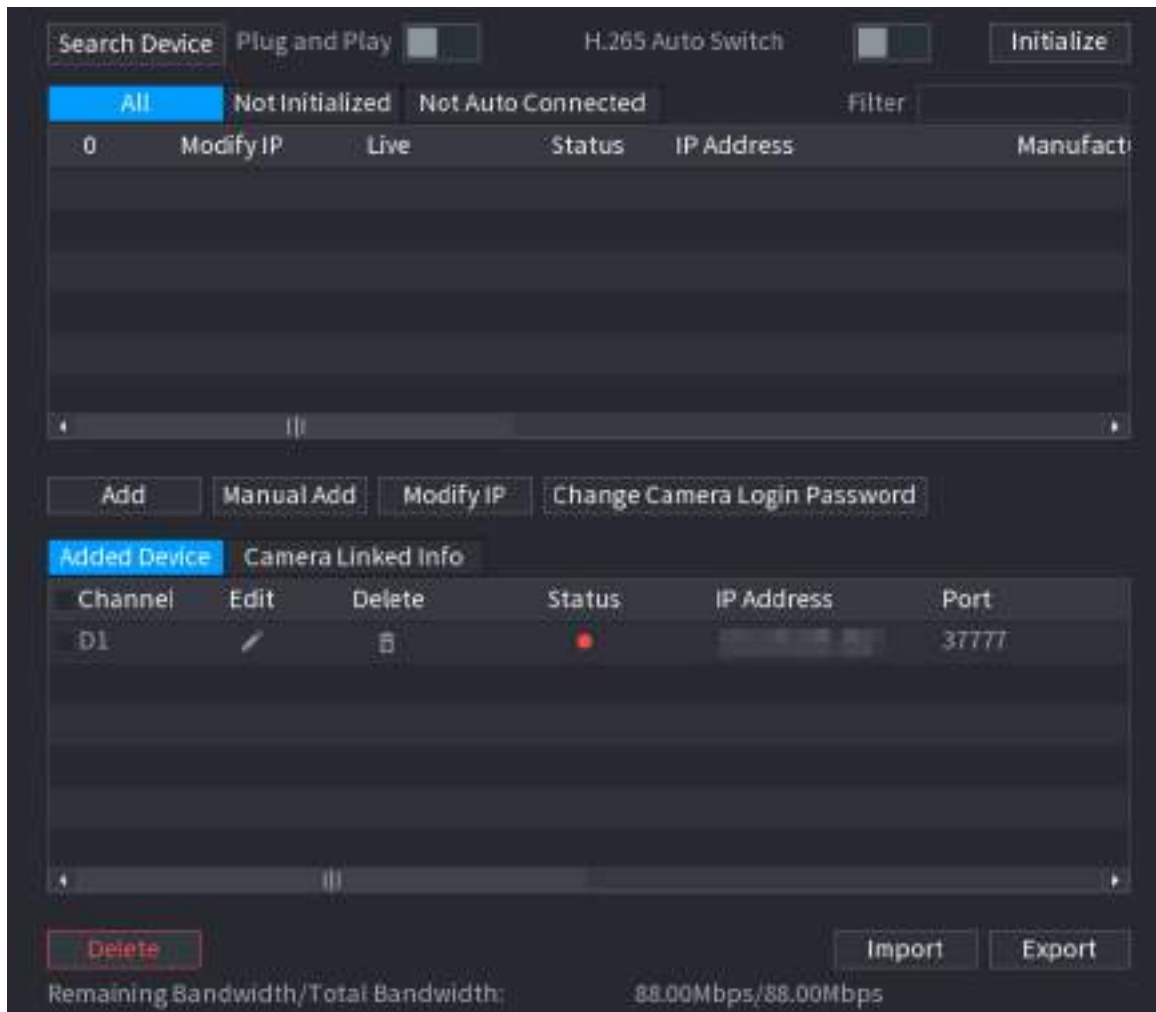 Search Device Plug and Play H.265 Auto Switch Initialize
All Not Initialized Not Auto Connected Filter
0 Modify IP Live Status IP Address Manufact
Add Manual Add Modify IP Change Camera Login Password
Added Device Camera Linked Info
Channel Edit Delete Status IP Address Port
D1 37777
Delete Import Export
Remaining Bandwidth/Total Bandwidth: 88.00Mbps/88.00Mbps